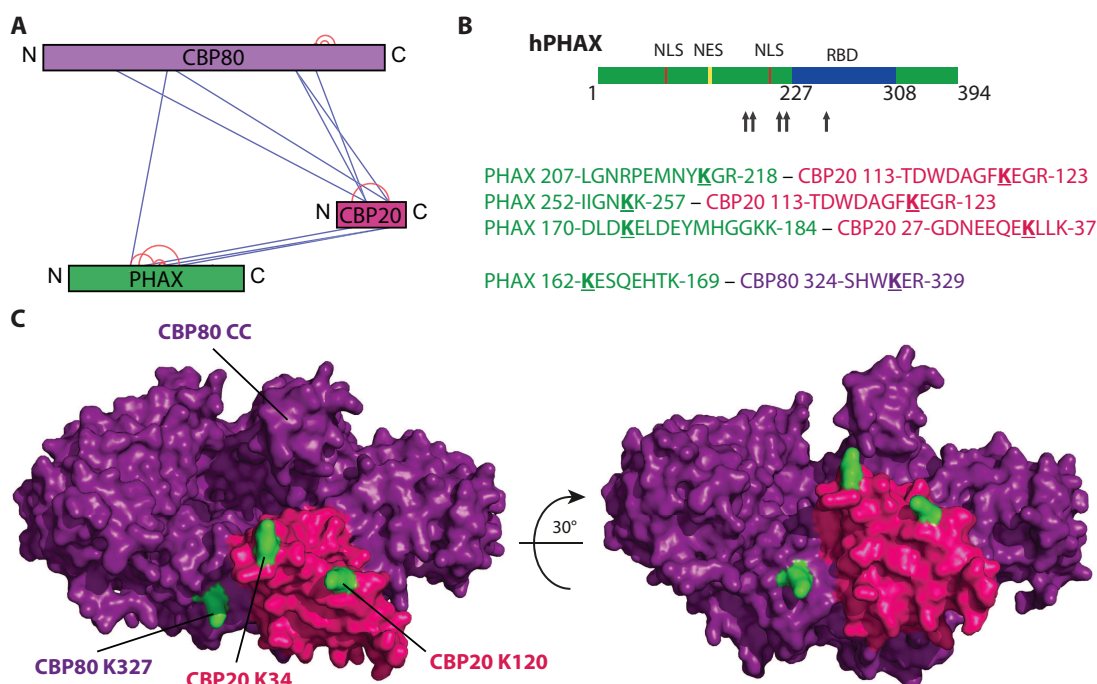 A
N CBP80 C
N CBP20 C
N PHAX C
B
hPHAX
NLS NES NLS RBD
1 227 308 394
PHAX 207-LGNRPEMNYKGR-218 – CBP20 113-TDWDAGFKEGR-123
PHAX 252-IIGNKK-257 – CBP20 113-TDWDAGFKEGR-123
PHAX 170-DLDKELDEYMHGGKK-184 – CBP20 27-GDNEEQEKLLK-37
PHAX 162-KESQEHTK-169 – CBP80 324-SHWKER-329
C
CBP80 CC
30°
CBP80 K327
CBP20 K34
CBP20 K120